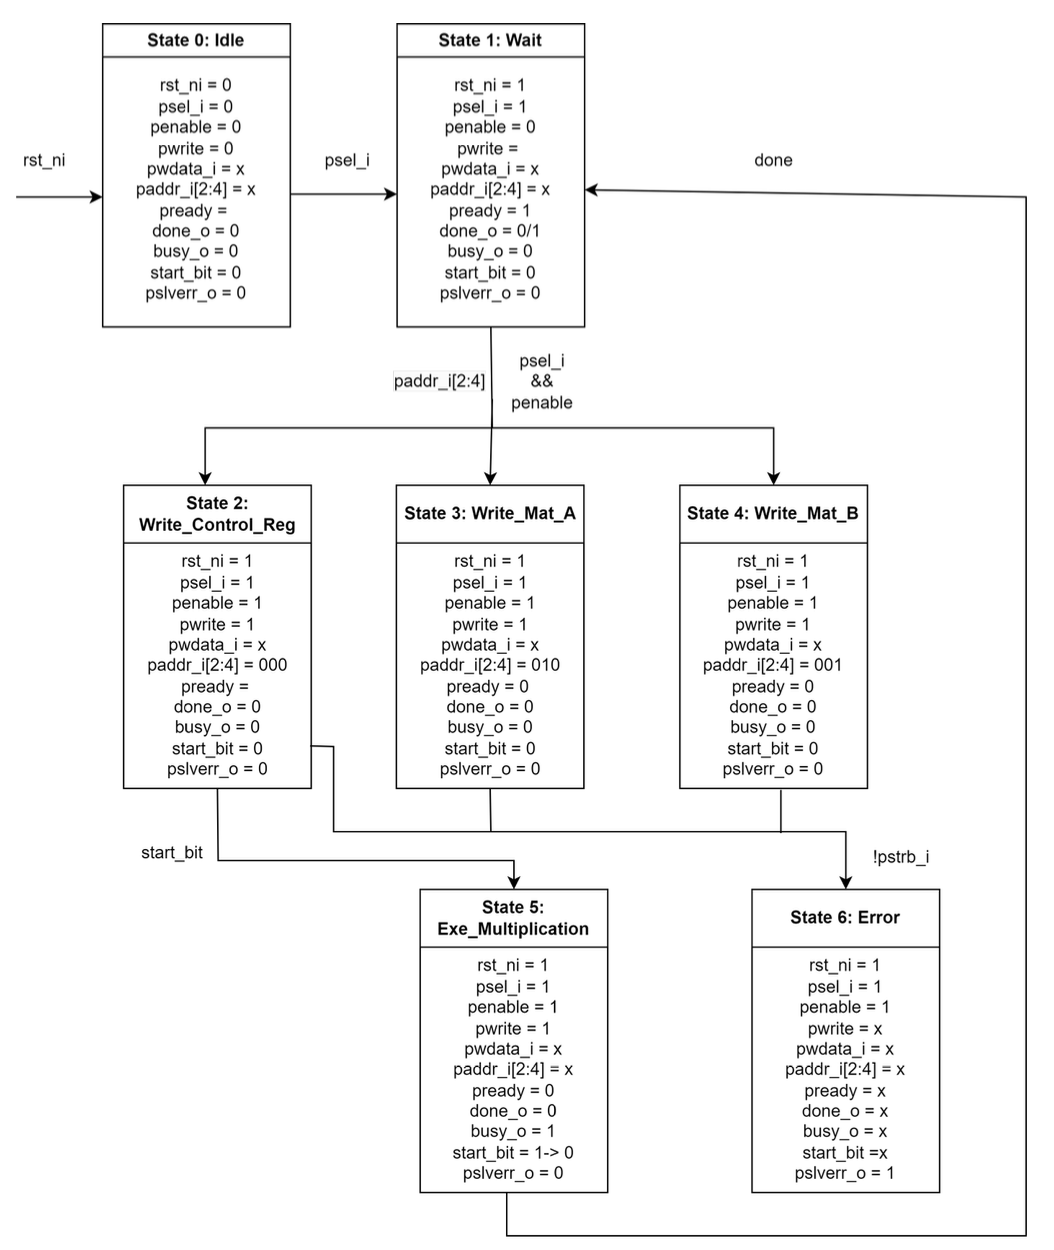 State 0: Idle
rst_ni = 0
psel_i = 0
penable = 0
pwrite = 0
pwdata_i = x
paddr_i[2:4] = x
pready =
done_o = 0
busy_o = 0
start_bit = 0
pslverr_o = 0
State 1: Wait
rst_ni = 1
psel_i = 1
penable = 0
pwrite =
pwdata_i = x
paddr_i[2:4] = x
pready = 1
done_o = 0/1
busy_o = 0
start_bit = 0
pslverr_o = 0
rst_ni
psel_i
done
paddr_i[2:4]
psel_i
&&
penable
State 2:
Write_Control_Reg
rst_ni = 1
psel_i = 1
penable = 1
pwrite = 1
pwdata_i = x
paddr_i[2:4] = 000
pready =
done_o = 0
busy_o = 0
start_bit = 0
pslverr_o = 0
State 3: Write_Mat_A
rst_ni = 1
psel_i = 1
penable = 1
pwrite = 1
pwdata_i = x
paddr_i[2:4] = 010
pready = 0
done_o = 0
busy_o = 0
start_bit = 0
pslverr_o = 0
State 4: Write_Mat_B
rst_ni = 1
psel_i = 1
penable = 1
pwrite = 1
pwdata_i = x
paddr_i[2:4] = 001
pready = 0
done_o = 0
busy_o = 0
start_bit = 0
pslverr_o = 0
start_bit
!pstrb_i
State 5:
Exe_Multiplication
rst_ni = 1
psel_i = 1
penable = 1
pwrite = 1
pwdata_i = x
paddr_i[2:4] = x
pready = 0
done_o = 0
busy_o = 1
start_bit = 1-> 0
pslverr_o = 0
State 6: Error
rst_ni = 1
psel_i = 1
penable = 1
pwrite = x
pwdata_i = x
paddr_i[2:4] = x
pready = x
done_o = x
busy_o = x
start_bit =x
pslverr_o = 1